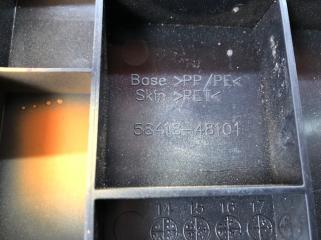 Base >PP/PE<
Skin >PET<
58413-48101
14 15 16 17